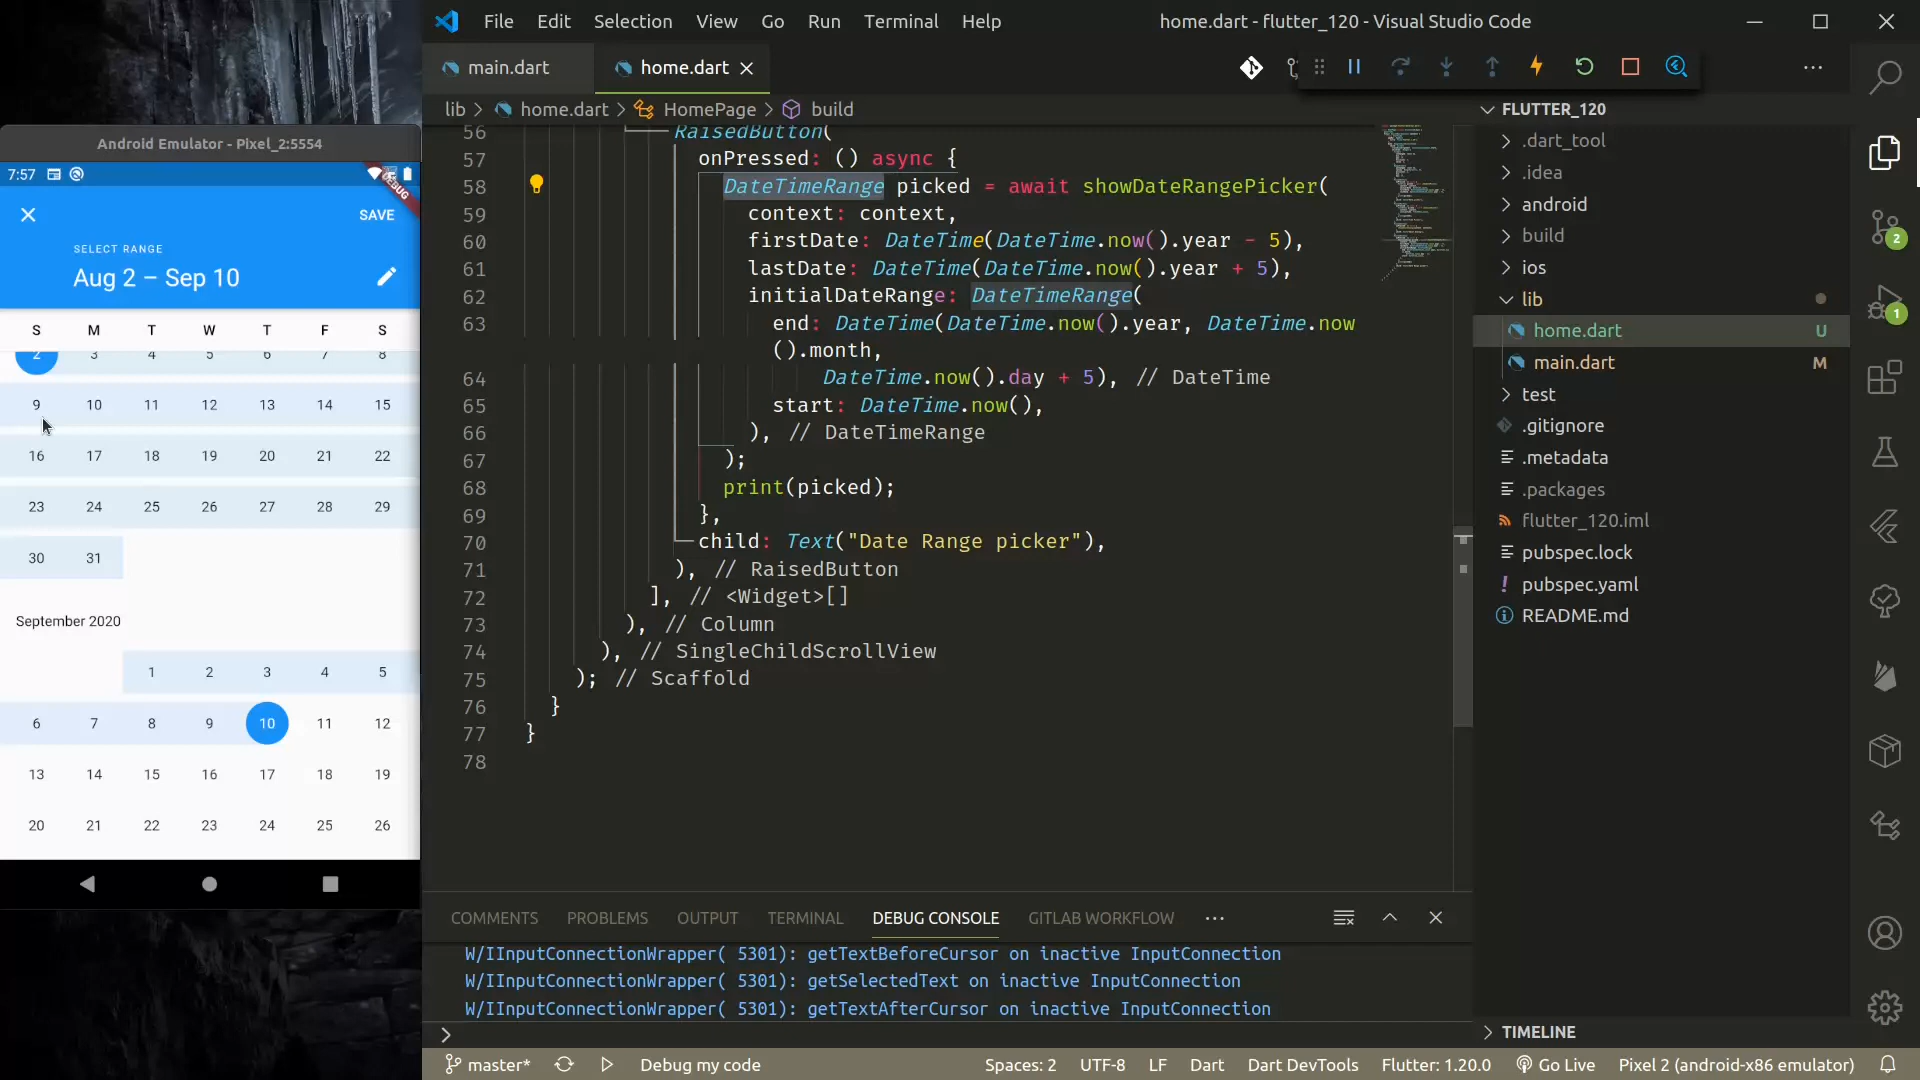 File Edit Selection View Go Run Terminal Help
home.dart - flutter_120 - Visual Studio Code
main.dart
home.dart
lib > home.dart > HomePage > build
Android Emulator - Pixel_2:5554
7:57
DEBUG
SAVE
SELECT RANGE
Aug 2 – Sep 10
S M T W T F S
2 3 4 5 6 7 8
9 10 11 12 13 14 15
16 17 18 19 20 21 22
23 24 25 26 27 28 29
30 31
September 2020
1 2 3 4 5
6 7 8 9 10 11 12
13 14 15 16 17 18 19
20 21 22 23 24 25 26
56 RaisedButton(
57 onPressed: () async {
58 DateTimeRange picked = await showDateRangePicker(
59 context: context,
60 firstDate: DateTime(DateTime.now().year - 5),
61 lastDate: DateTime(DateTime.now().year + 5),
62 initialDateRange: DateTimeRange(
63 end: DateTime(DateTime.now().year, DateTime.now
().month,
64 DateTime.now().day + 5), // DateTime
65 start: DateTime.now(),
66 ), // DateTimeRange
67 );
68 print(picked);
69 },
70 child: Text("Date Range picker"),
71 ), // RaisedButton
72 ], // <Widget>[]
73 ), // Column
74 ), // SingleChildScrollView
75 ); // Scaffold
76 }
77 }
78
FLUTTER_120
.dart_tool
.idea
android
build
ios
lib
home.dart U
main.dart M
test
.gitignore
.metadata
.packages
flutter_120.iml
pubspec.lock
pubspec.yaml
README.md
TIMELINE
2
1
COMMENTS PROBLEMS OUTPUT TERMINAL DEBUG CONSOLE GITLAB WORKFLOW
W/IInputConnectionWrapper( 5301): getTextBeforeCursor on inactive InputConnection
W/IInputConnectionWrapper( 5301): getSelectedText on inactive InputConnection
W/IInputConnectionWrapper( 5301): getTextAfterCursor on inactive InputConnection
master* Debug my code Spaces: 2 UTF-8 LF Dart Dart DevTools Flutter: 1.20.0 Go Live Pixel 2 (android-x86 emulator)